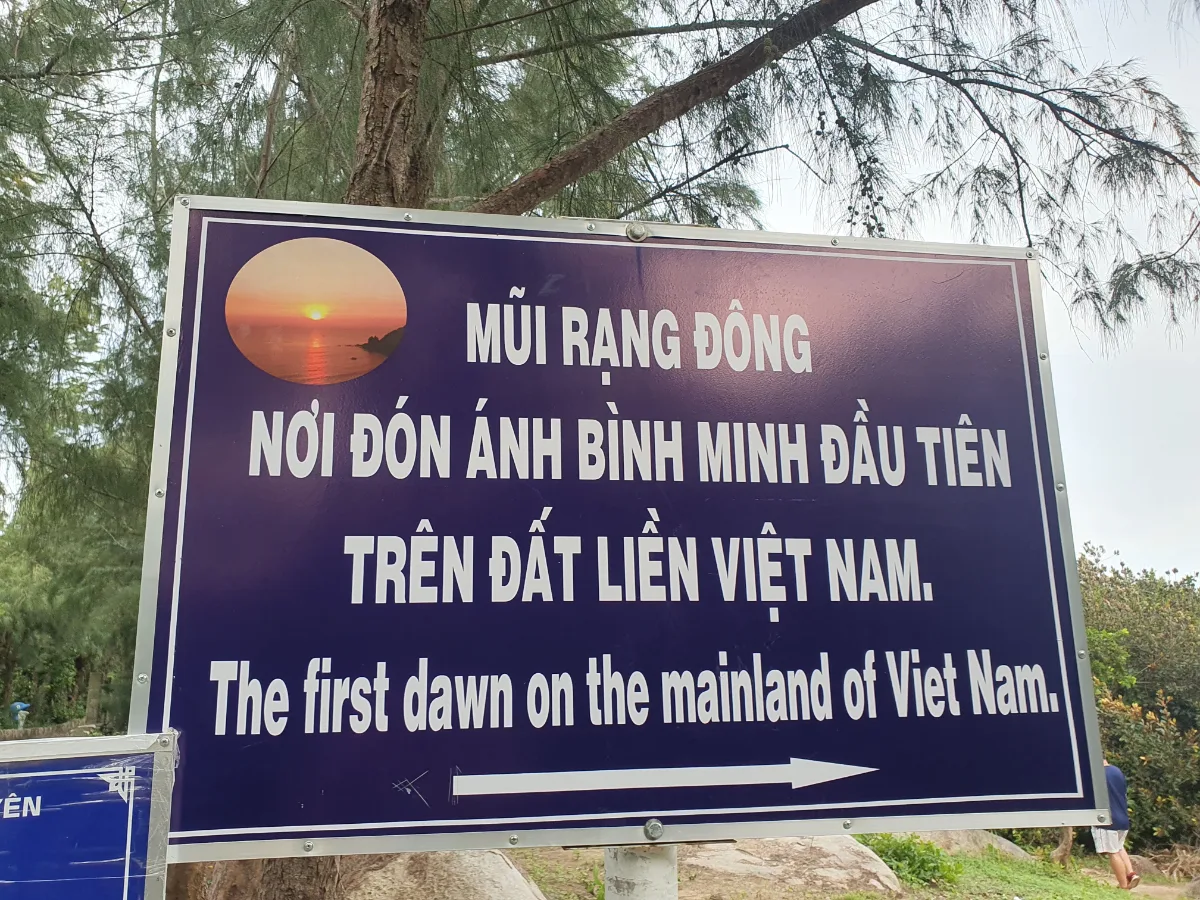 MŨI RẠNG ĐÔNG
NƠI ĐÓN ÁNH BÌNH MINH ĐẦU TIÊN
TRÊN ĐẤT LIỀN VIỆT NAM.
The first dawn on the mainland of Viet Nam.